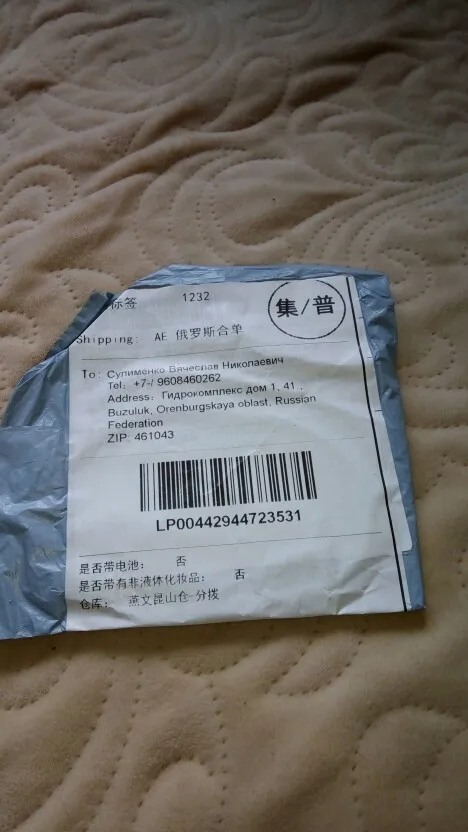 标签 1232
集/普
Shipping: AE 俄罗斯合单
To: Сулименко Вячеслав Николаевич
Tel: +7-/ 9608460262
Address: Гидрокомплекс дом 1, 41 ,
Buzuluk, Orenburgskaya oblast, Russian
Federation
ZIP: 461043
LP00442944723531
是否带电池: 否
是否带有非液体化妆品: 否
仓库: 燕文昆山仓-分拨